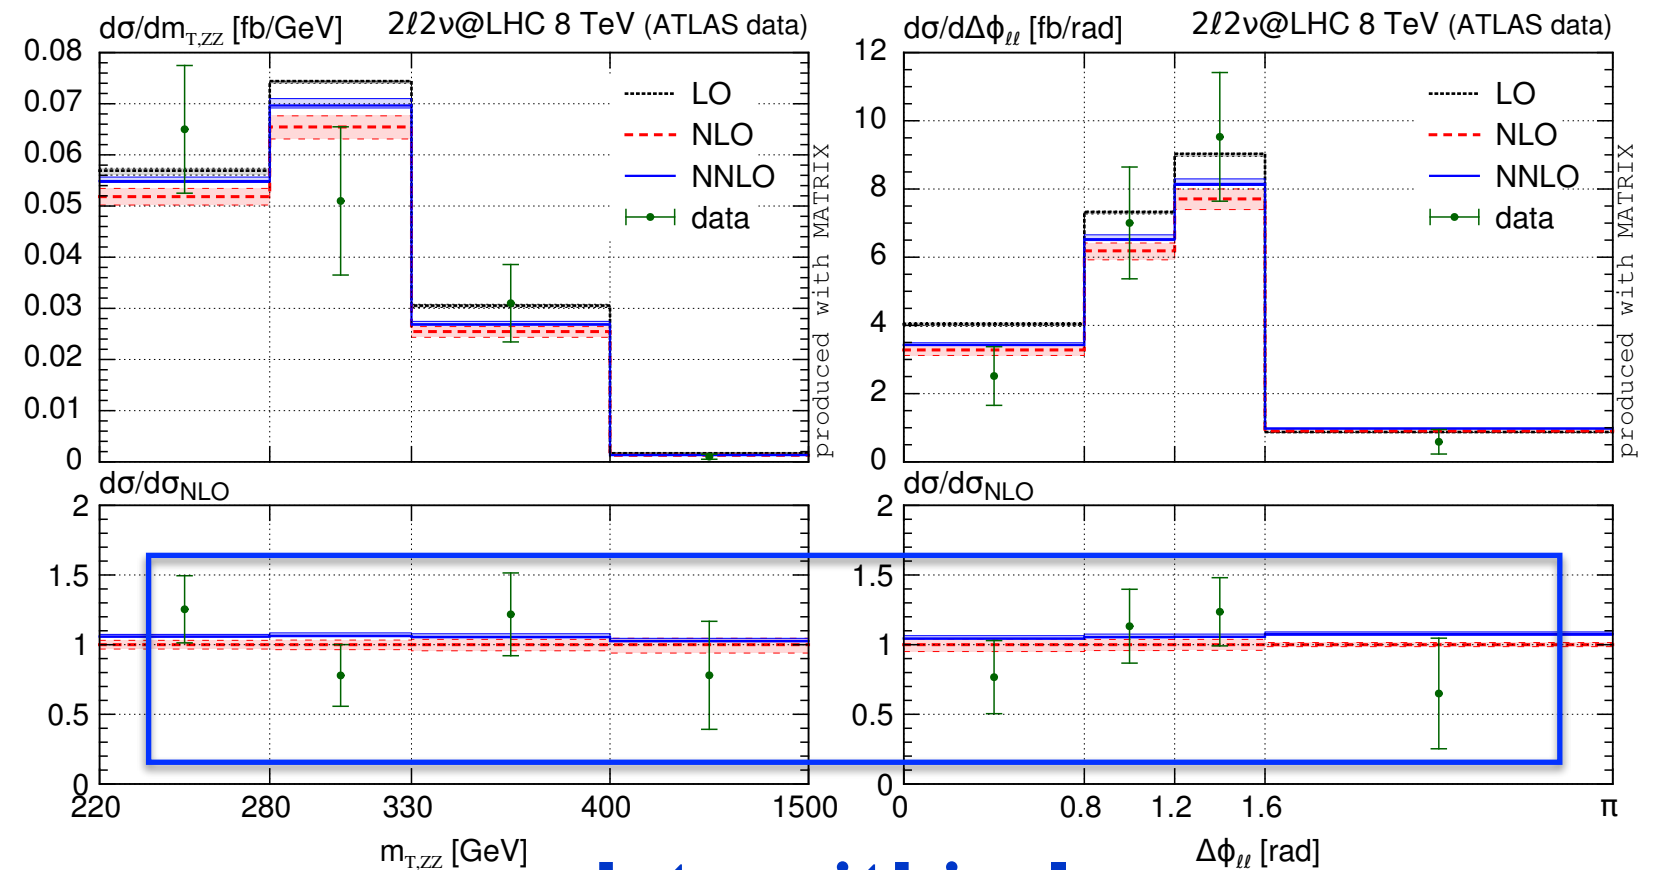 dσ/dm_T,ZZ [fb/GeV] 2ℓ2ν@LHC 8 TeV (ATLAS data)
0.08
0.07
0.06
0.05
0.04
0.03
0.02
0.01
0
LO
NLO
NNLO
data
produced with MATRIX
dσ/dσ_NLO
2
1.5
1
0.5
0
220 280 330 400 1500
m_T,ZZ [GeV]
dσ/dΔϕ_ℓℓ [fb/rad] 2ℓ2ν@LHC 8 TeV (ATLAS data)
12
10
8
6
4
2
0
LO
NLO
NNLO
data
produced with MATRIX
dσ/dσ_NLO
2
1.5
1
0.5
0
0 0.8 1.2 1.6 π
Δϕ_ℓℓ [rad]